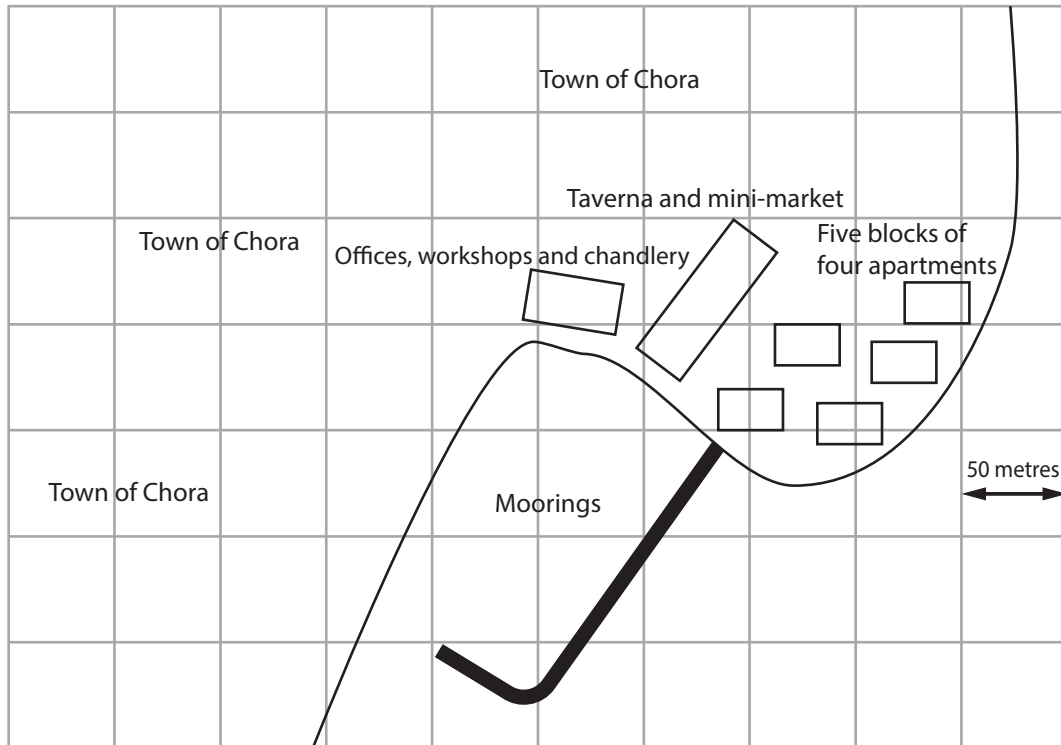 Town of Chora
Taverna and mini-market
Town of Chora
Offices, workshops and chandlery
Five blocks of
four apartments
50 metres
Town of Chora
Moorings